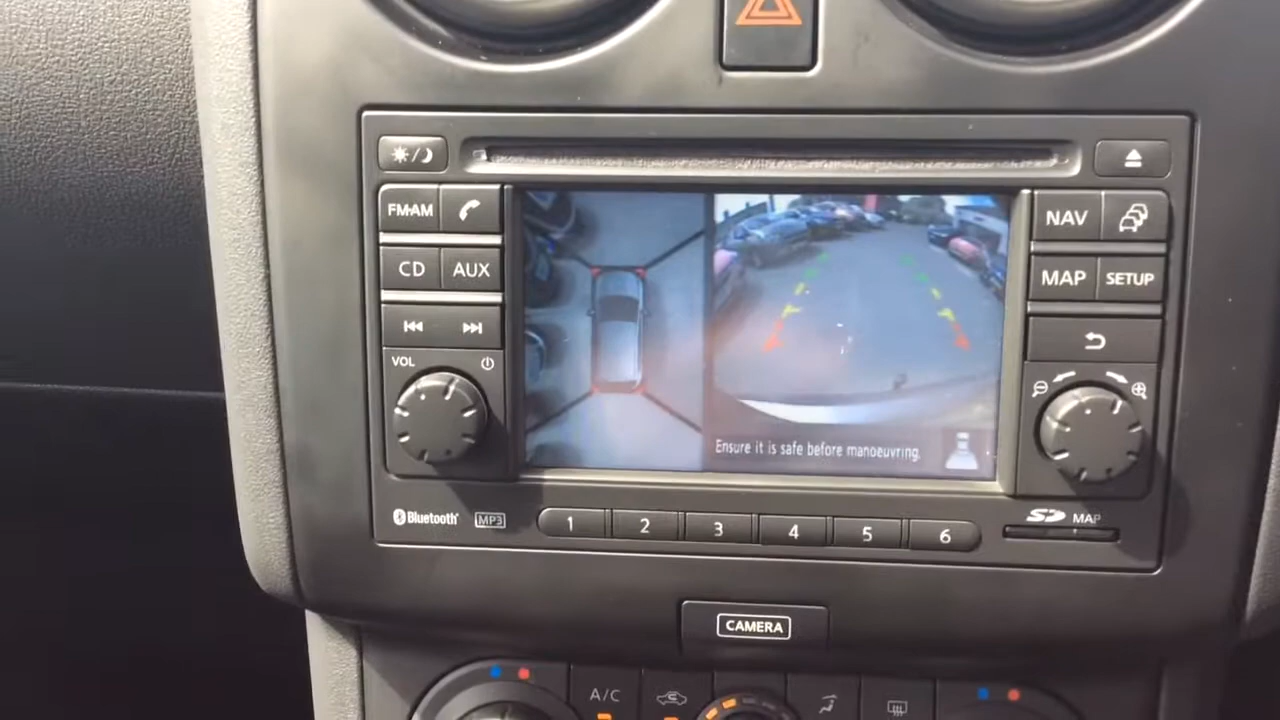 FM·AM
NAV
CD
AUX
MAP
SETUP
VOL
Ensure it is safe before manoeuvring.
Bluetooth
MP3
1
2
3
4
5
6
SD
MAP
CAMERA
A/C